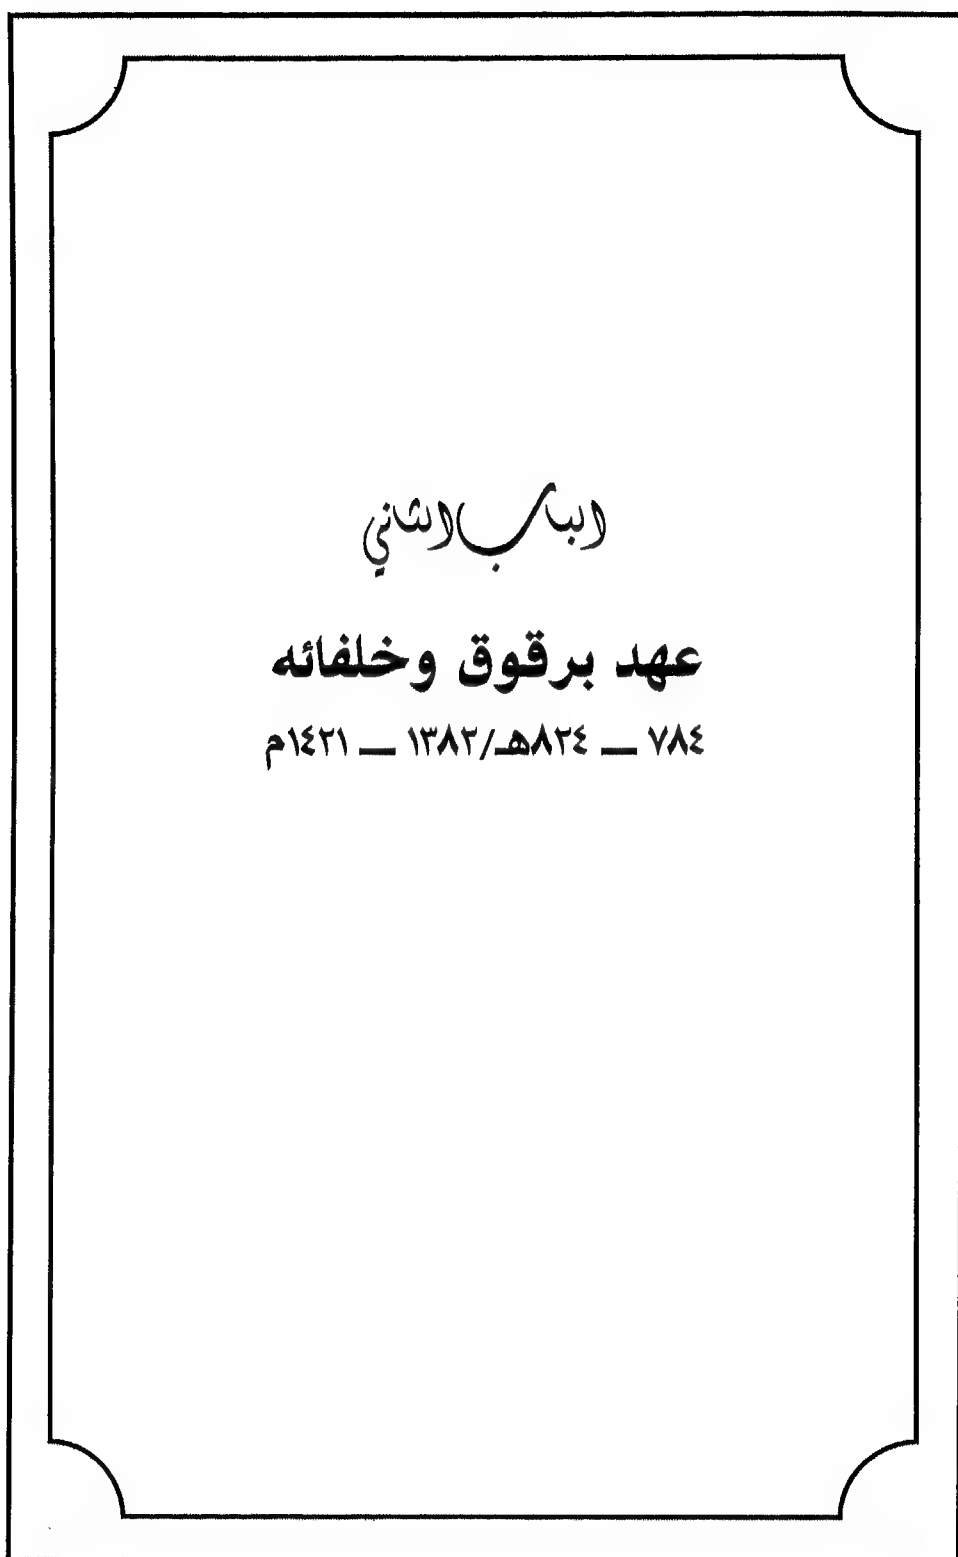 الباب الثاني
عهد برقوق وخلفائه
٧٨٤ — ٨٢٤هـ/١٣٨٢ — ١٤٢١م